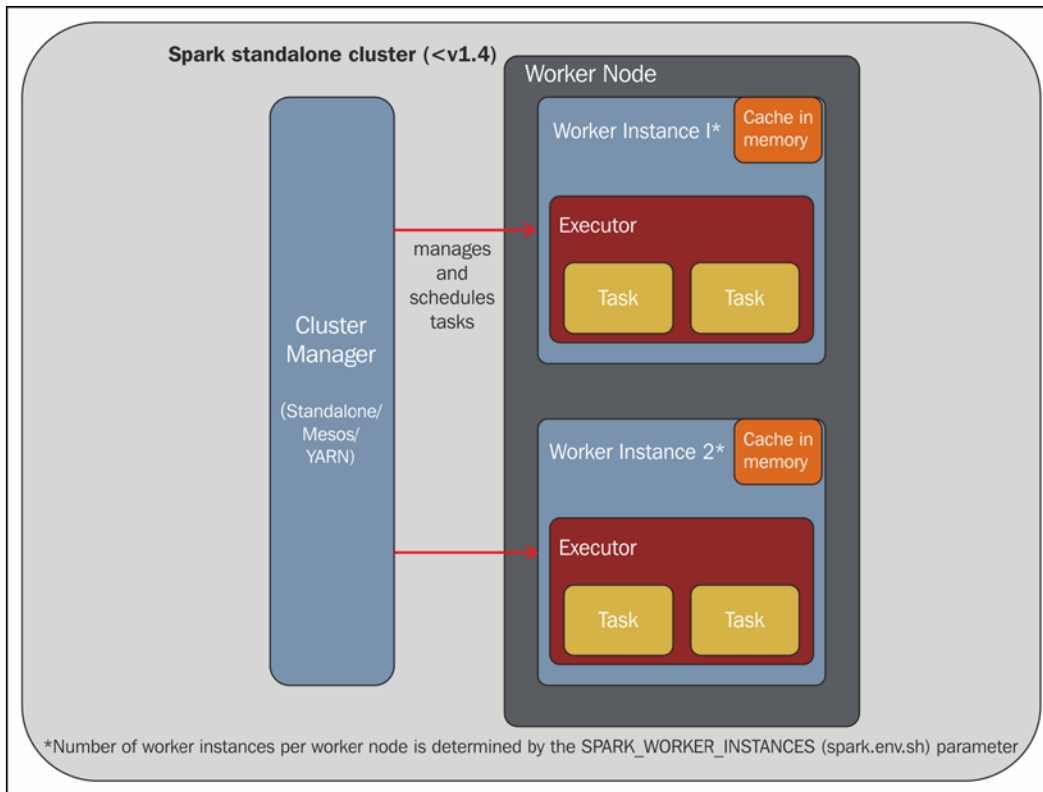 Spark standalone cluster (<v1.4)
Worker Node
Worker Instance I*
Cache in
memory
Executor
Task
Task
manages
and
schedules
tasks
Cluster
Manager
(Standalone/
Mesos/
YARN)
Worker Instance 2*
Cache in
memory
Executor
Task
Task
*Number of worker instances per worker node is determined by the SPARK_WORKER_INSTANCES (spark.env.sh) parameter